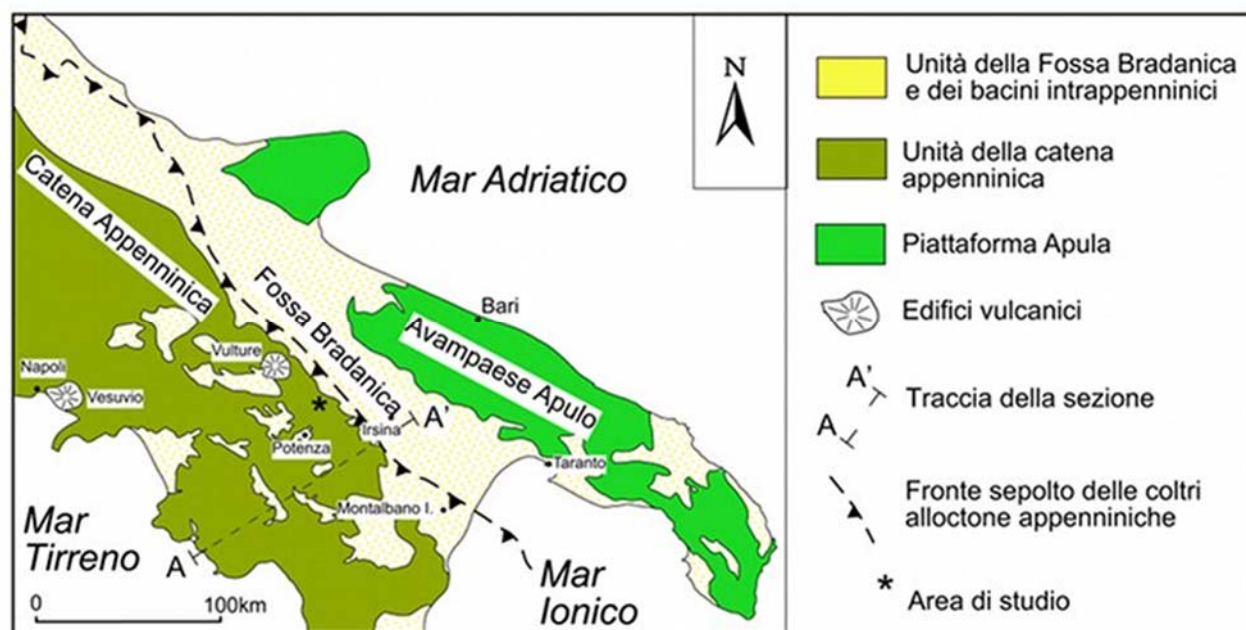 Mar Adriatico
Catena Appenninica
Fossa Bradanica
Avampaese Apulo
Bari
Vulture
Napoli
Vesuvio
Irsina
A'
Potenza
Taranto
Montalbano I.
Mar
Tirreno
A
Mar
Ionico
*
0 100km
N
Unità della Fossa Bradanica
e dei bacini intrappenninici
Unità della catena
appenninica
Piattaforma Apula
Edifici vulcanici
A'
A
Traccia della sezione
Fronte sepolto delle coltri
alloctone appenniniche
* Area di studio